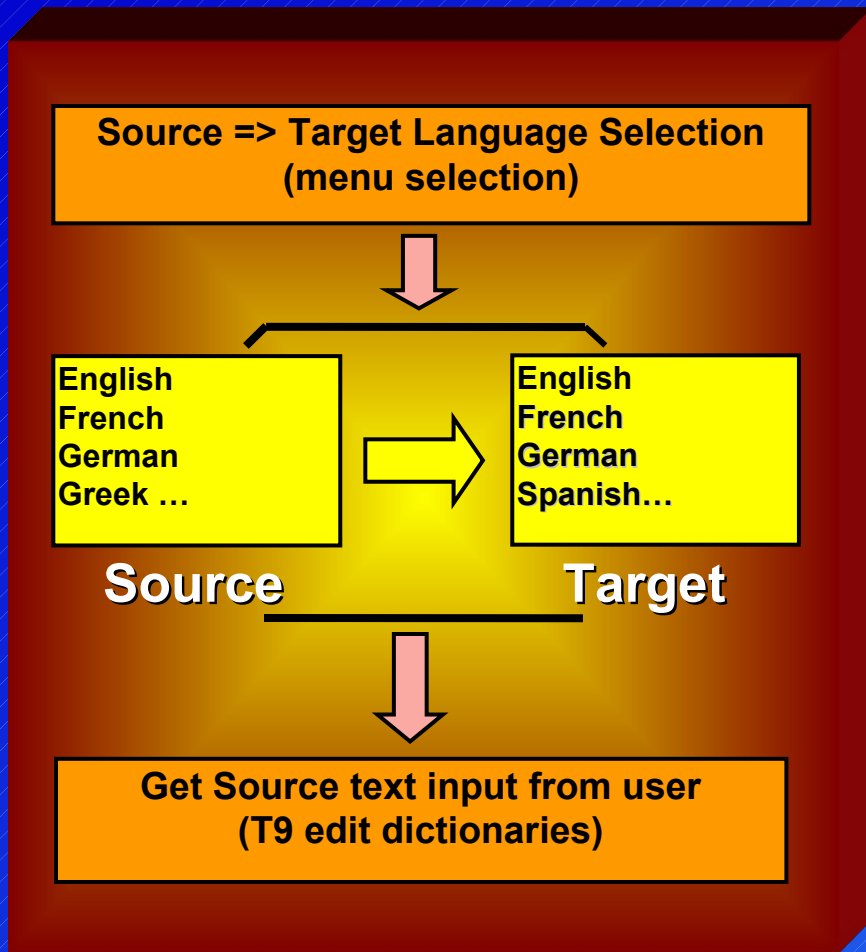 Source => Target Language Selection
(menu selection)
English
French
German
Greek …
English
French
German
Spanish…
Source
Target
Get Source text input from user
(T9 edit dictionaries)